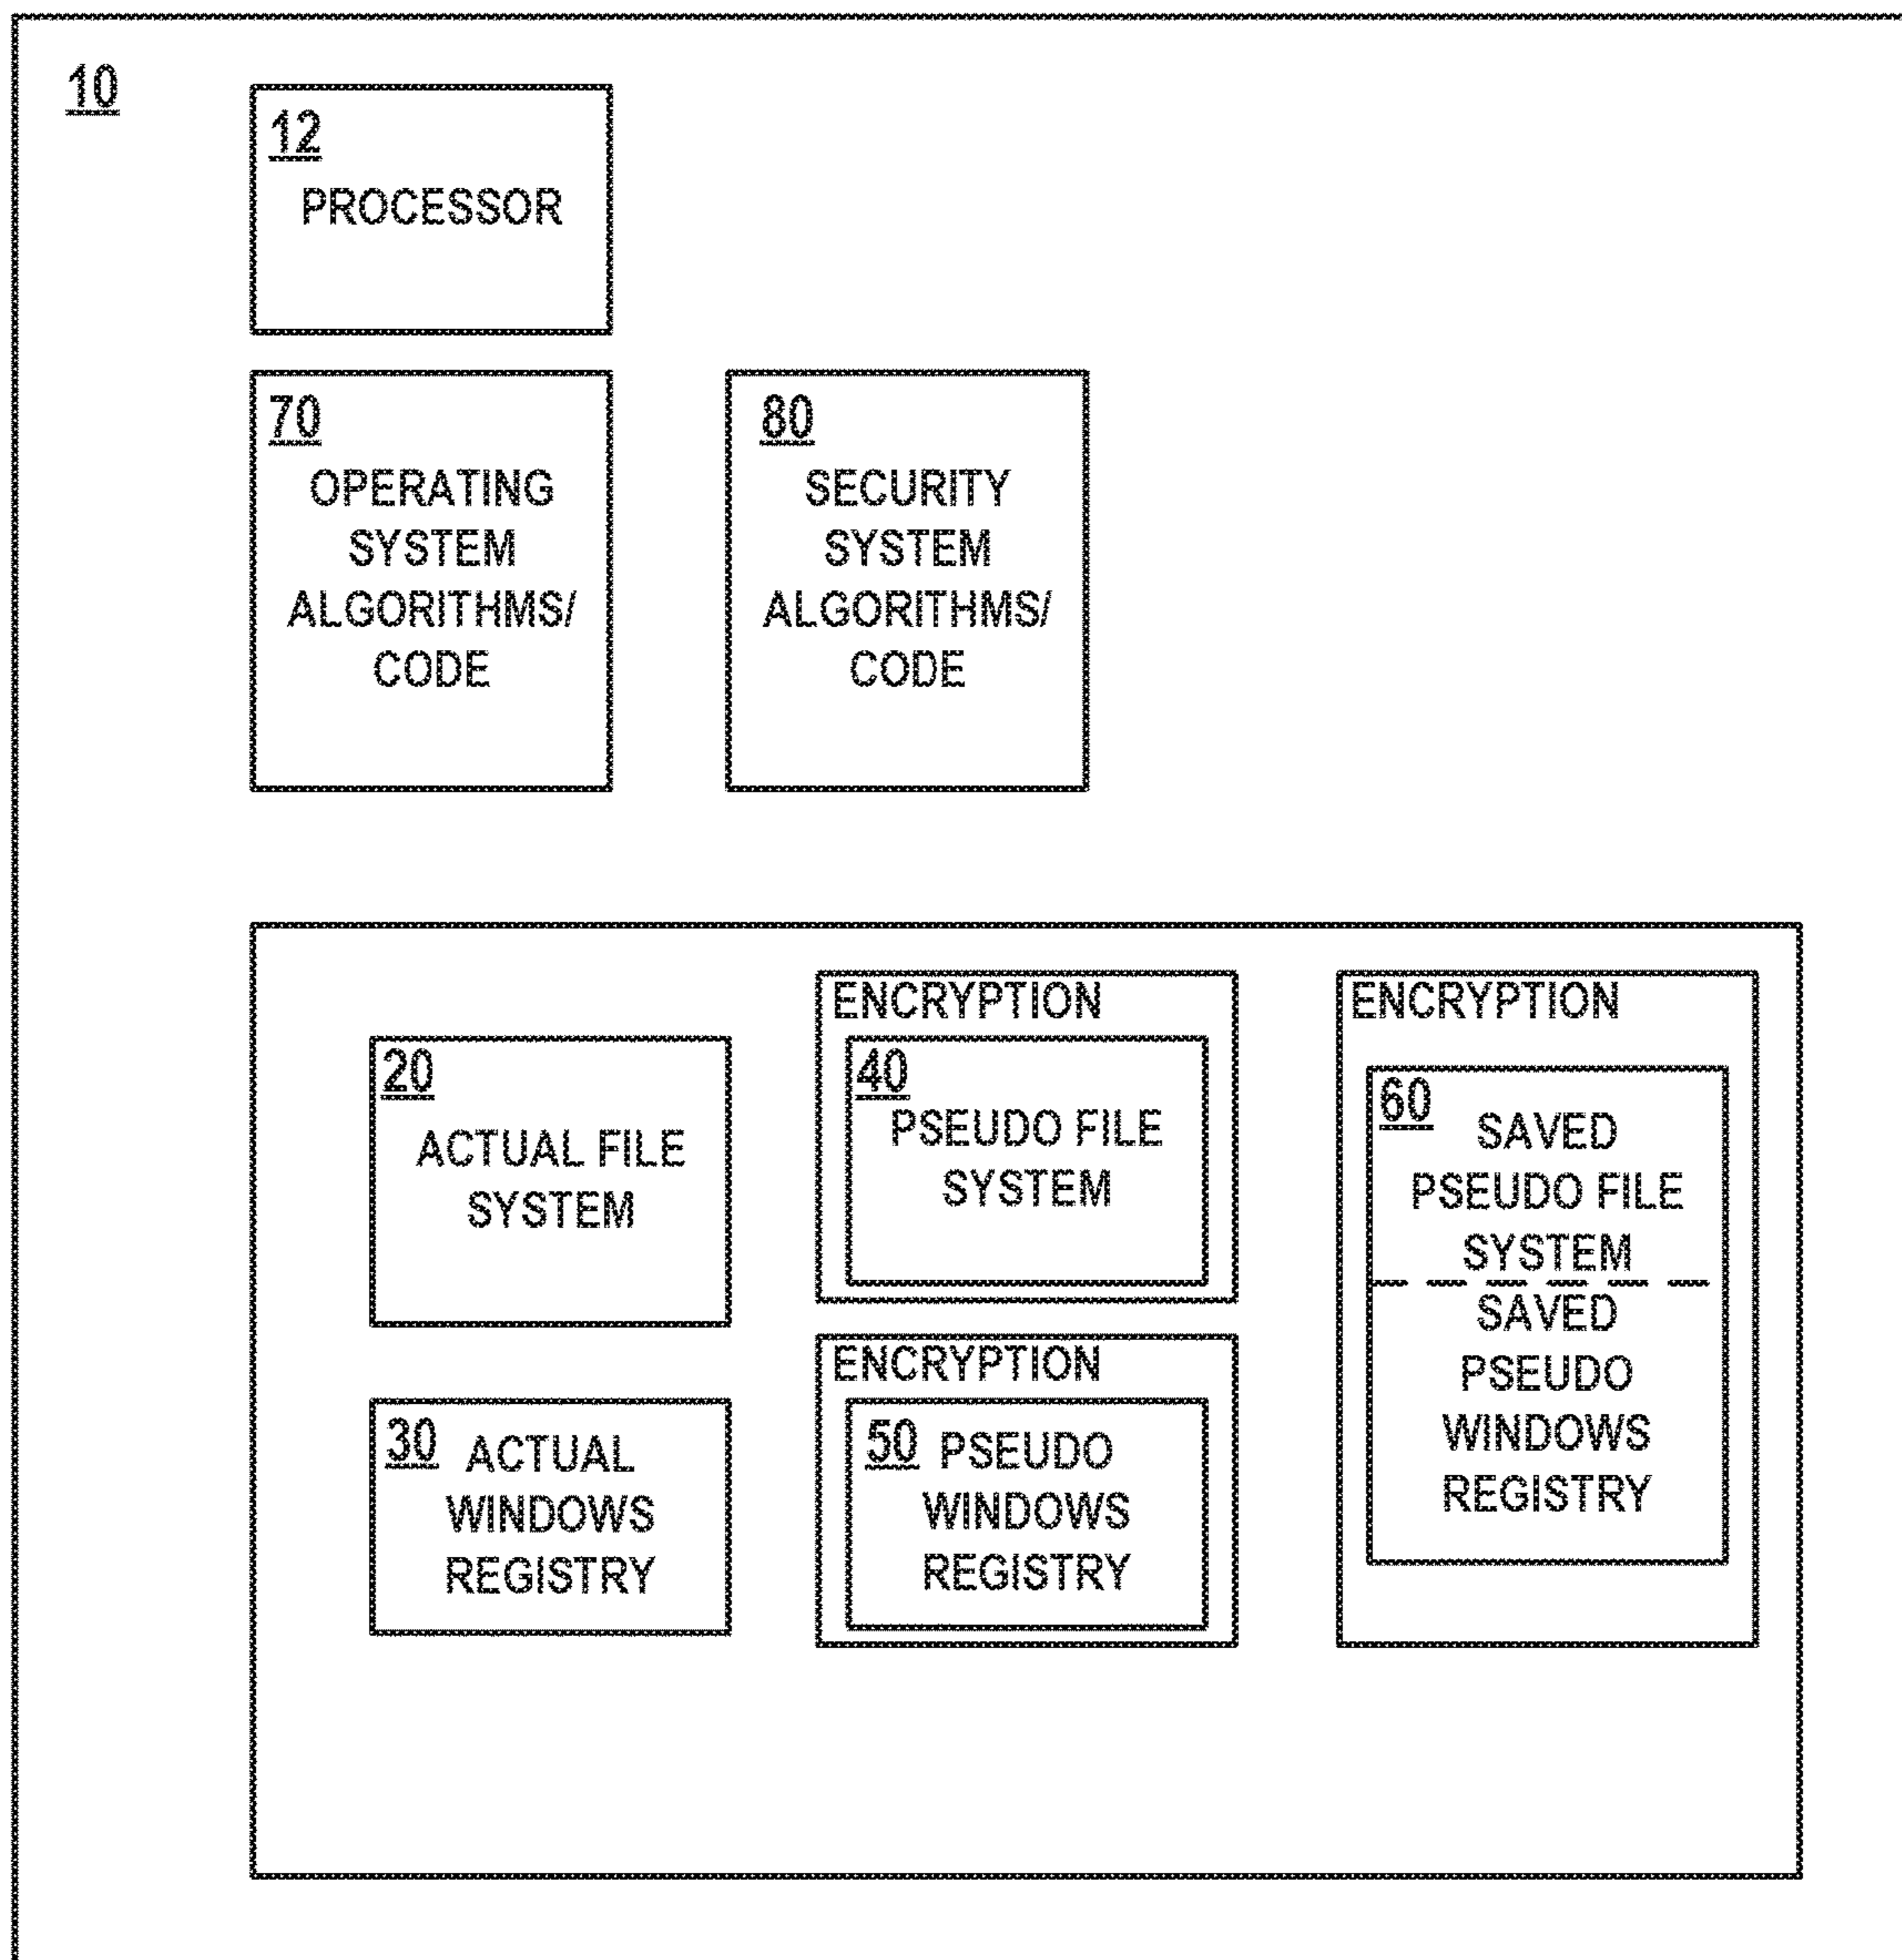 10
12
PROCESSOR
70
OPERATING
SYSTEM
ALGORITHMS/
CODE
80
SECURITY
SYSTEM
ALGORITHMS/
CODE
20
ACTUAL FILE
SYSTEM
ENCRYPTION
40
PSEUDO FILE
SYSTEM
ENCRYPTION
60
SAVED
PSEUDO FILE
SYSTEM
SAVED
PSEUDO
WINDOWS
REGISTRY
30 ACTUAL
WINDOWS
REGISTRY
ENCRYPTION
50 PSEUDO
WINDOWS
REGISTRY